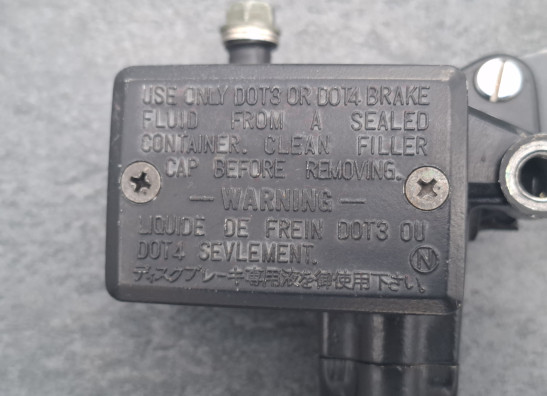 USE ONLY DOT3 OR DOT4 BRAKE
FLUID FROM A SEALED
CONTAINER. CLEAN FILLER
CAP BEFORE REMOVING.
— WARNING —
LIQUIDE DE FREIN DOT3 OU
DOT4 SEVLEMENT.
N
ディスクブレーキ専用液を御使用下さい。